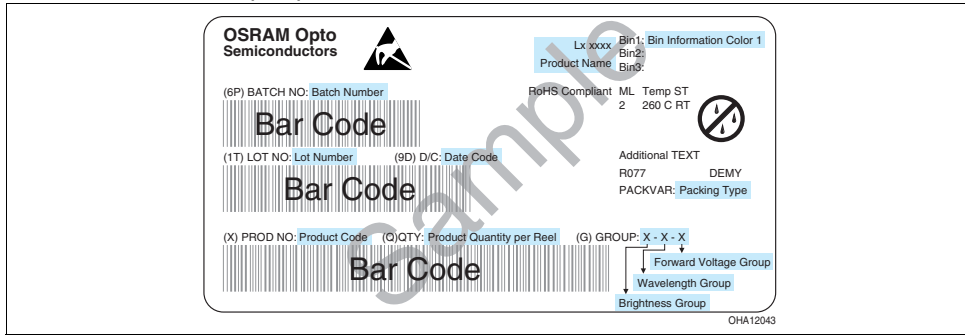 OSRAM Opto
Semiconductors
Lx xxxx
Product Name
Bin1: Bin Information Color 1
Bin2:
Bin3:
(6P) BATCH NO: Batch Number
RoHS Compliant ML Temp ST
2 260 C RT
Bar Code
(1T) LOT NO: Lot Number (9D) D/C: Date Code
Additional TEXT
R077 DEMY
PACKVAR: Packing Type
Bar Code
(X) PROD NO: Product Code (Q)QTY: Product Quantity per Reel (G) GROUP: X - X - X
Bar Code
Forward Voltage Group
Wavelength Group
Brightness Group
Sample
OHA12043